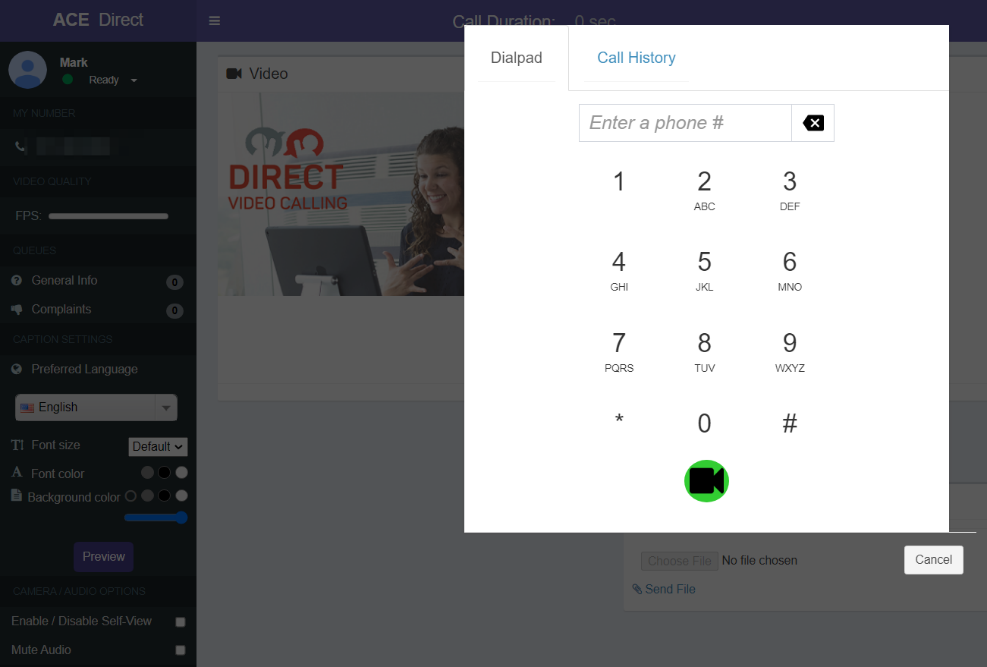 ACE Direct
Call Duration: 0 sec
Mark
Ready
MY NUMBER
VIDEO QUALITY
FPS:
QUEUES
General Info 0
Complaints 0
CAPTION SETTINGS
Preferred Language
English
Font size Default
Font color
Background color
Preview
CAMERA / AUDIO OPTIONS
Enable / Disable Self-View
Mute Audio
Video
DIRECT
VIDEO CALLING
Dialpad Call History
Enter a phone #
1 2 3
ABC DEF
4 5 6
GHI JKL MNO
7 8 9
PQRS TUV WXYZ
* 0 #
Cancel
Choose File No file chosen
Send File